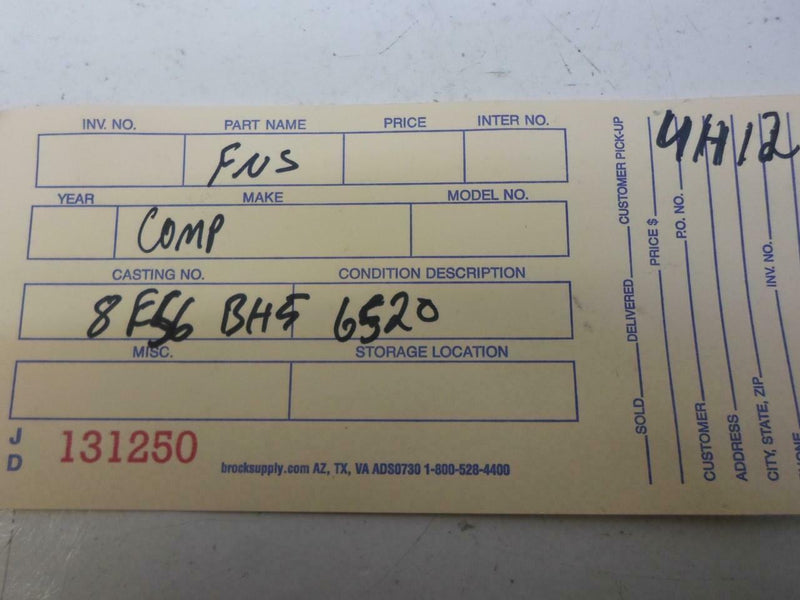 INV. NO. PART NAME PRICE INTER NO.
FNS
YEAR MAKE MODEL NO.
COMP
CASTING NO. CONDITION DESCRIPTION
8F56 BH5 6520
MISC. STORAGE LOCATION
J D 131250
brocksupply.com AZ, TX, VA ADS0730 1-800-528-4400
SOLD DELIVERED CUSTOMER PICK-UP
PRICE $
P.O. NO.
CUSTOMER
ADDRESS
CITY, STATE, ZIP INV. NO.
4H12